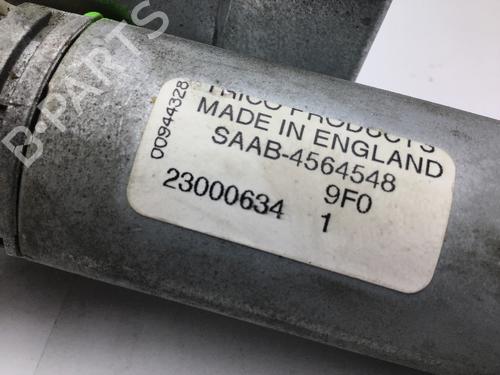 TRICO PRODUCTS
MADE IN ENGLAND
SAAB-4564548
9F0
23000634 1
00944328
B-PARTS